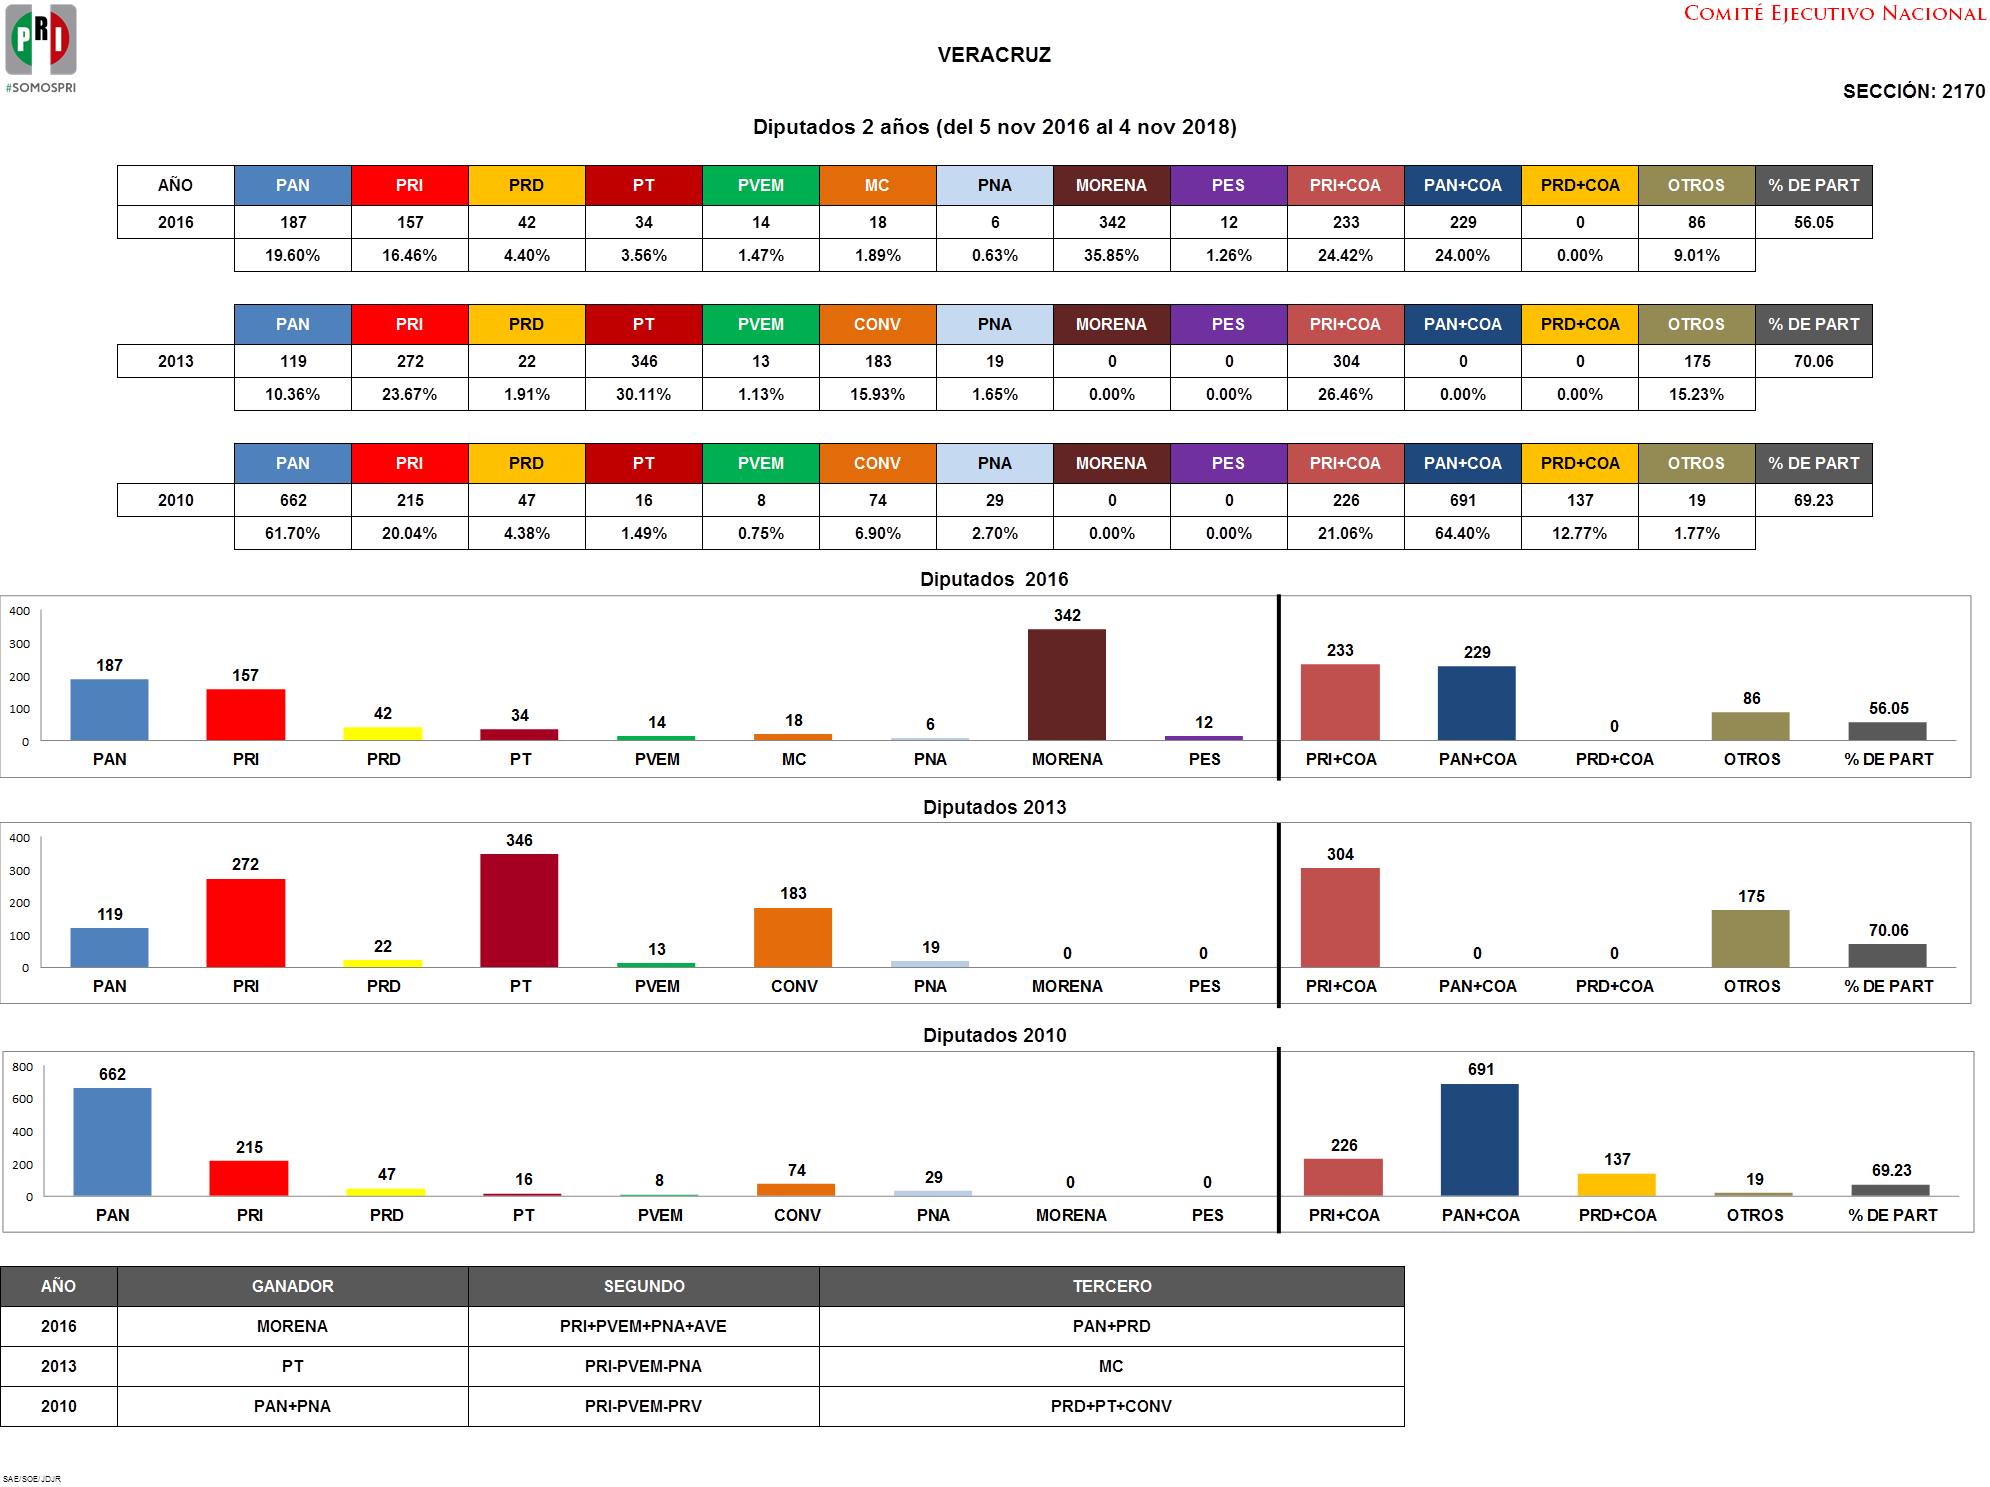 PRI
#SOMOSPRI
COMITÉ EJECUTIVO NACIONAL
VERACRUZ
SECCIÓN: 2170
Diputados 2 años (del 5 nov 2016 al 4 nov 2018)
AÑO PAN PRI PRD PT PVEM MC PNA MORENA PES PRI+COA PAN+COA PRD+COA OTROS % DE PART
2016 187 157 42 34 14 18 6 342 12 233 229 0 86 56.05
19.60% 16.46% 4.40% 3.56% 1.47% 1.89% 0.63% 35.85% 1.26% 24.42% 24.00% 0.00% 9.01%
PAN PRI PRD PT PVEM CONV PNA MORENA PES PRI+COA PAN+COA PRD+COA OTROS % DE PART
2013 119 272 22 346 13 183 19 0 0 304 0 0 175 70.06
10.36% 23.67% 1.91% 30.11% 1.13% 15.93% 1.65% 0.00% 0.00% 26.46% 0.00% 0.00% 15.23%
PAN PRI PRD PT PVEM CONV PNA MORENA PES PRI+COA PAN+COA PRD+COA OTROS % DE PART
2010 662 215 47 16 8 74 29 0 0 226 691 137 19 69.23
61.70% 20.04% 4.38% 1.49% 0.75% 6.90% 2.70% 0.00% 0.00% 21.06% 64.40% 12.77% 1.77%
Diputados 2016
400
300
200
100
0
187 157 42 34 14 18 6 342 12 233 229 0 86 56.05
PAN PRI PRD PT PVEM MC PNA MORENA PES PRI+COA PAN+COA PRD+COA OTROS % DE PART
Diputados 2013
400
300
200
100
0
119 272 22 346 13 183 19 0 0 304 0 0 175 70.06
PAN PRI PRD PT PVEM CONV PNA MORENA PES PRI+COA PAN+COA PRD+COA OTROS % DE PART
Diputados 2010
800
600
400
200
0
662 215 47 16 8 74 29 0 0 226 691 137 19 69.23
PAN PRI PRD PT PVEM CONV PNA MORENA PES PRI+COA PAN+COA PRD+COA OTROS % DE PART
AÑO GANADOR SEGUNDO TERCERO
2016 MORENA PRI+PVEM+PNA+AVE PAN+PRD
2013 PT PRI-PVEM-PNA MC
2010 PAN+PNA PRI-PVEM-PRV PRD+PT+CONV
SAE/SOE/JDJR